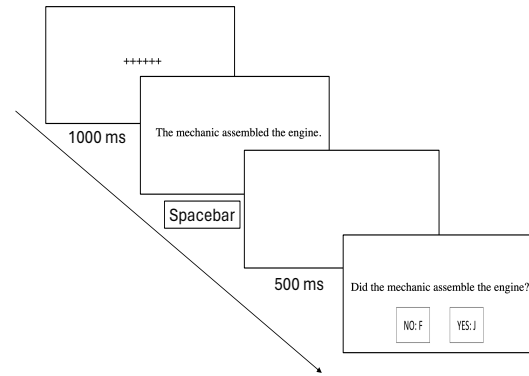 ++++++
1000 ms
The mechanic assembled the engine.
Spacebar
500 ms
Did the mechanic assemble the engine?
NO: F
YES: J